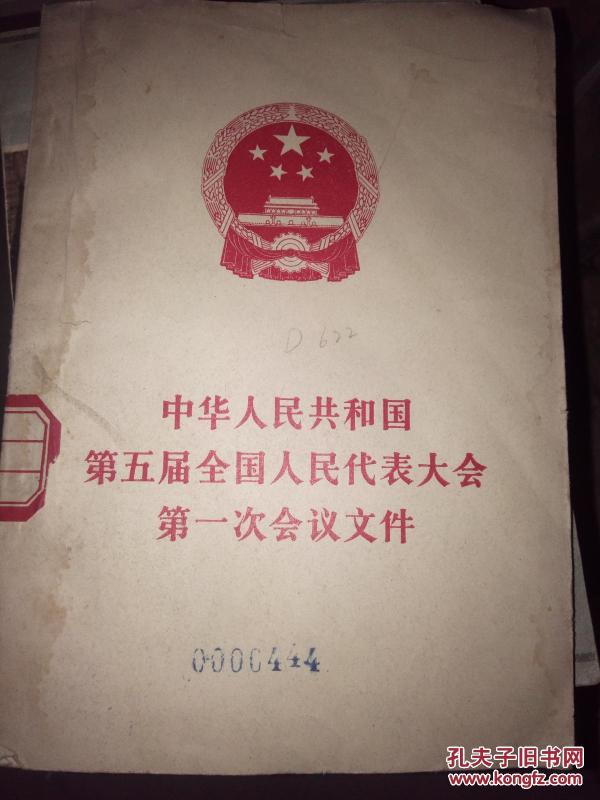 D 622
中华人民共和国
第五届全国人民代表大会
第一次会议文件
0000444
孔夫子旧书网
www.kongfz.com